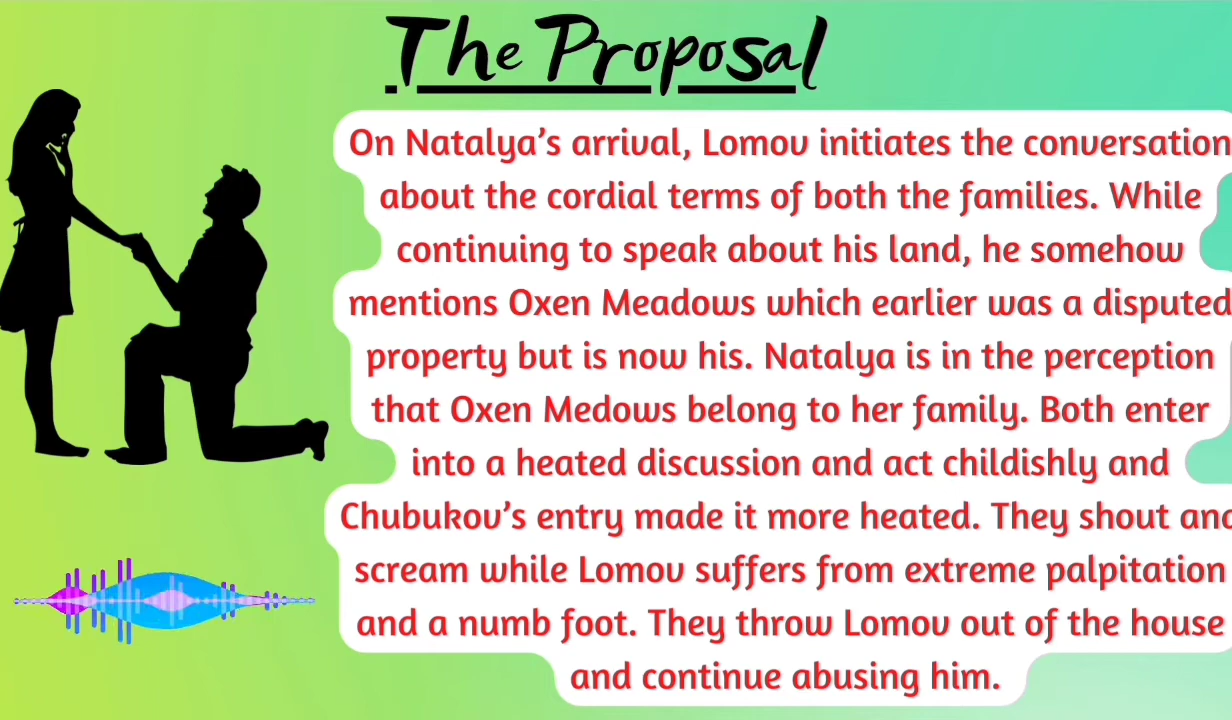 The Proposal
On Natalya's arrival, Lomov initiates the conversation
about the cordial terms of both the families. While
continuing to speak about his land, he somehow
mentions Oxen Meadows which earlier was a disputed
property but is now his. Natalya is in the perception
that Oxen Medows belong to her family. Both enter
into a heated discussion and act childishly and
Chubukov's entry made it more heated. They shout and
scream while Lomov suffers from extreme palpitation
and a numb foot. They throw Lomov out of the house
and continue abusing him.